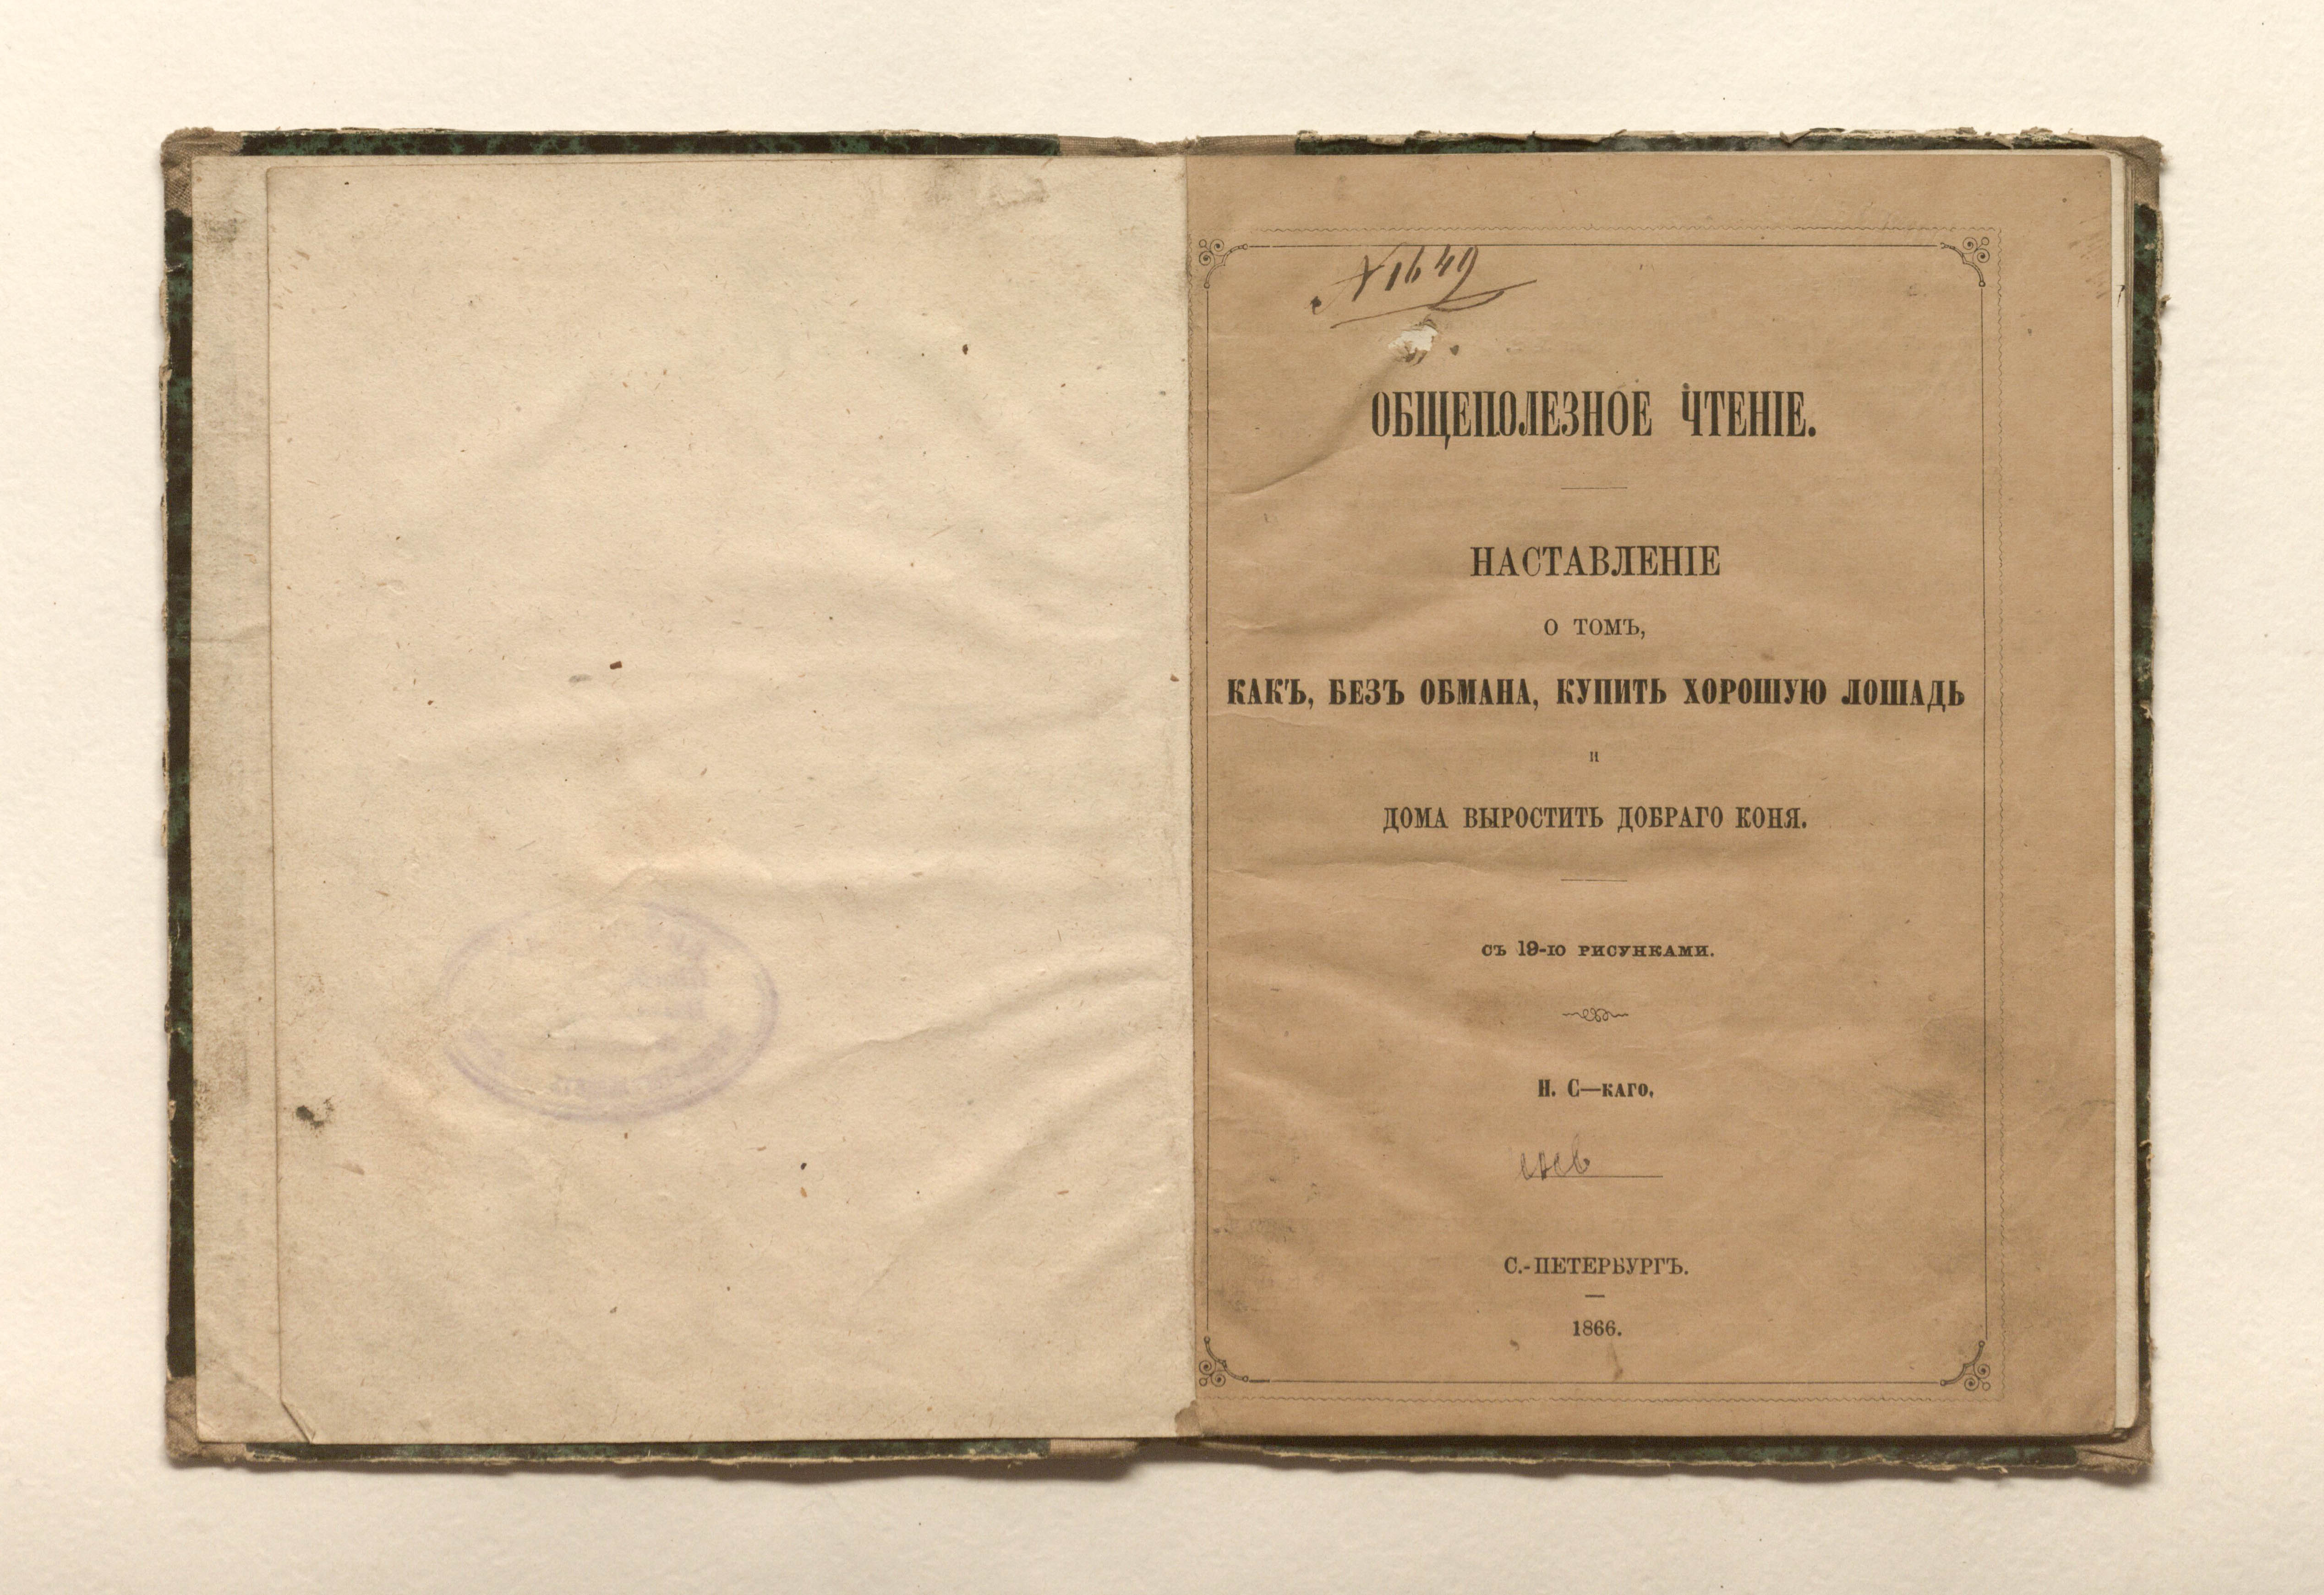 N 1649
ОБЩЕПОЛЕЗНОЕ ЧТЕНІЕ.
НАСТАВЛЕНІЕ
О ТОМЪ,
КАКЪ, БЕЗЪ ОБМАНА, КУПИТЬ ХОРОШУЮ ЛОШАДЬ
И
ДОМА ВЫРОСТИТЬ ДОБРАГО КОНЯ.
СЪ 19-Ю РИСУНКАМИ.
Н. С—КАГО.
С.-ПЕТЕРБУРГЪ.
1866.